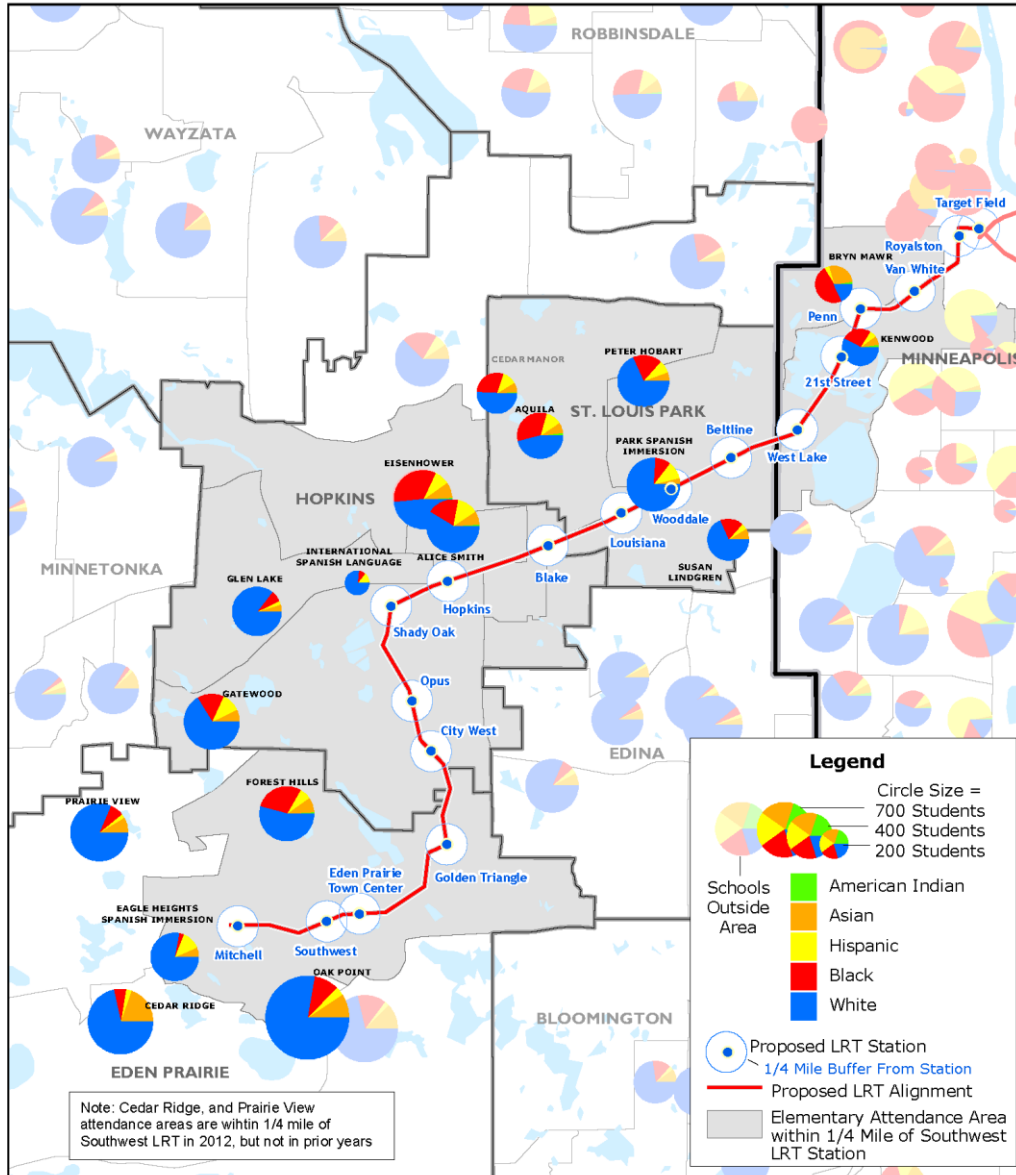 ROBBINSDALE
WAYZATA
Target Field
Royalston
BRYN MAWR
Van White
Penn
KENWOOD
MINNEAPOLIS
21st Street
CEDAR MANOR
PETER HOBART
ST. LOUIS PARK
AQUILA
Beltline
West Lake
PARK SPANISH
IMMERSION
EISENHOWER
HOPKINS
Wooddale
Louisiana
ALICE SMITH
INTERNATIONAL
SPANISH LANGUAGE
Blake
SUSAN
LINDGREN
MINNETONKA
GLEN LAKE
Hopkins
Shady Oak
Opus
GATEWOOD
City West
EDINA
FOREST HILLS
PRAIRIE VIEW
Golden Triangle
Eden Prairie
Town Center
EAGLE HEIGHTS
SPANISH IMMERSION
Mitchell
Southwest
OAK POINT
CEDAR RIDGE
BLOOMINGTON
EDEN PRAIRIE
Note: Cedar Ridge, and Prairie View
attendance areas are whithin 1/4 mile of
Southwest LRT in 2012, but not in prior years
Legend
Circle Size =
700 Students
400 Students
200 Students
Schools
Outside
Area
American Indian
Asian
Hispanic
Black
White
Proposed LRT Station
1/4 Mile Buffer From Station
Proposed LRT Alignment
Elementary Attendance Area
within 1/4 Mile of Southwest
LRT Station